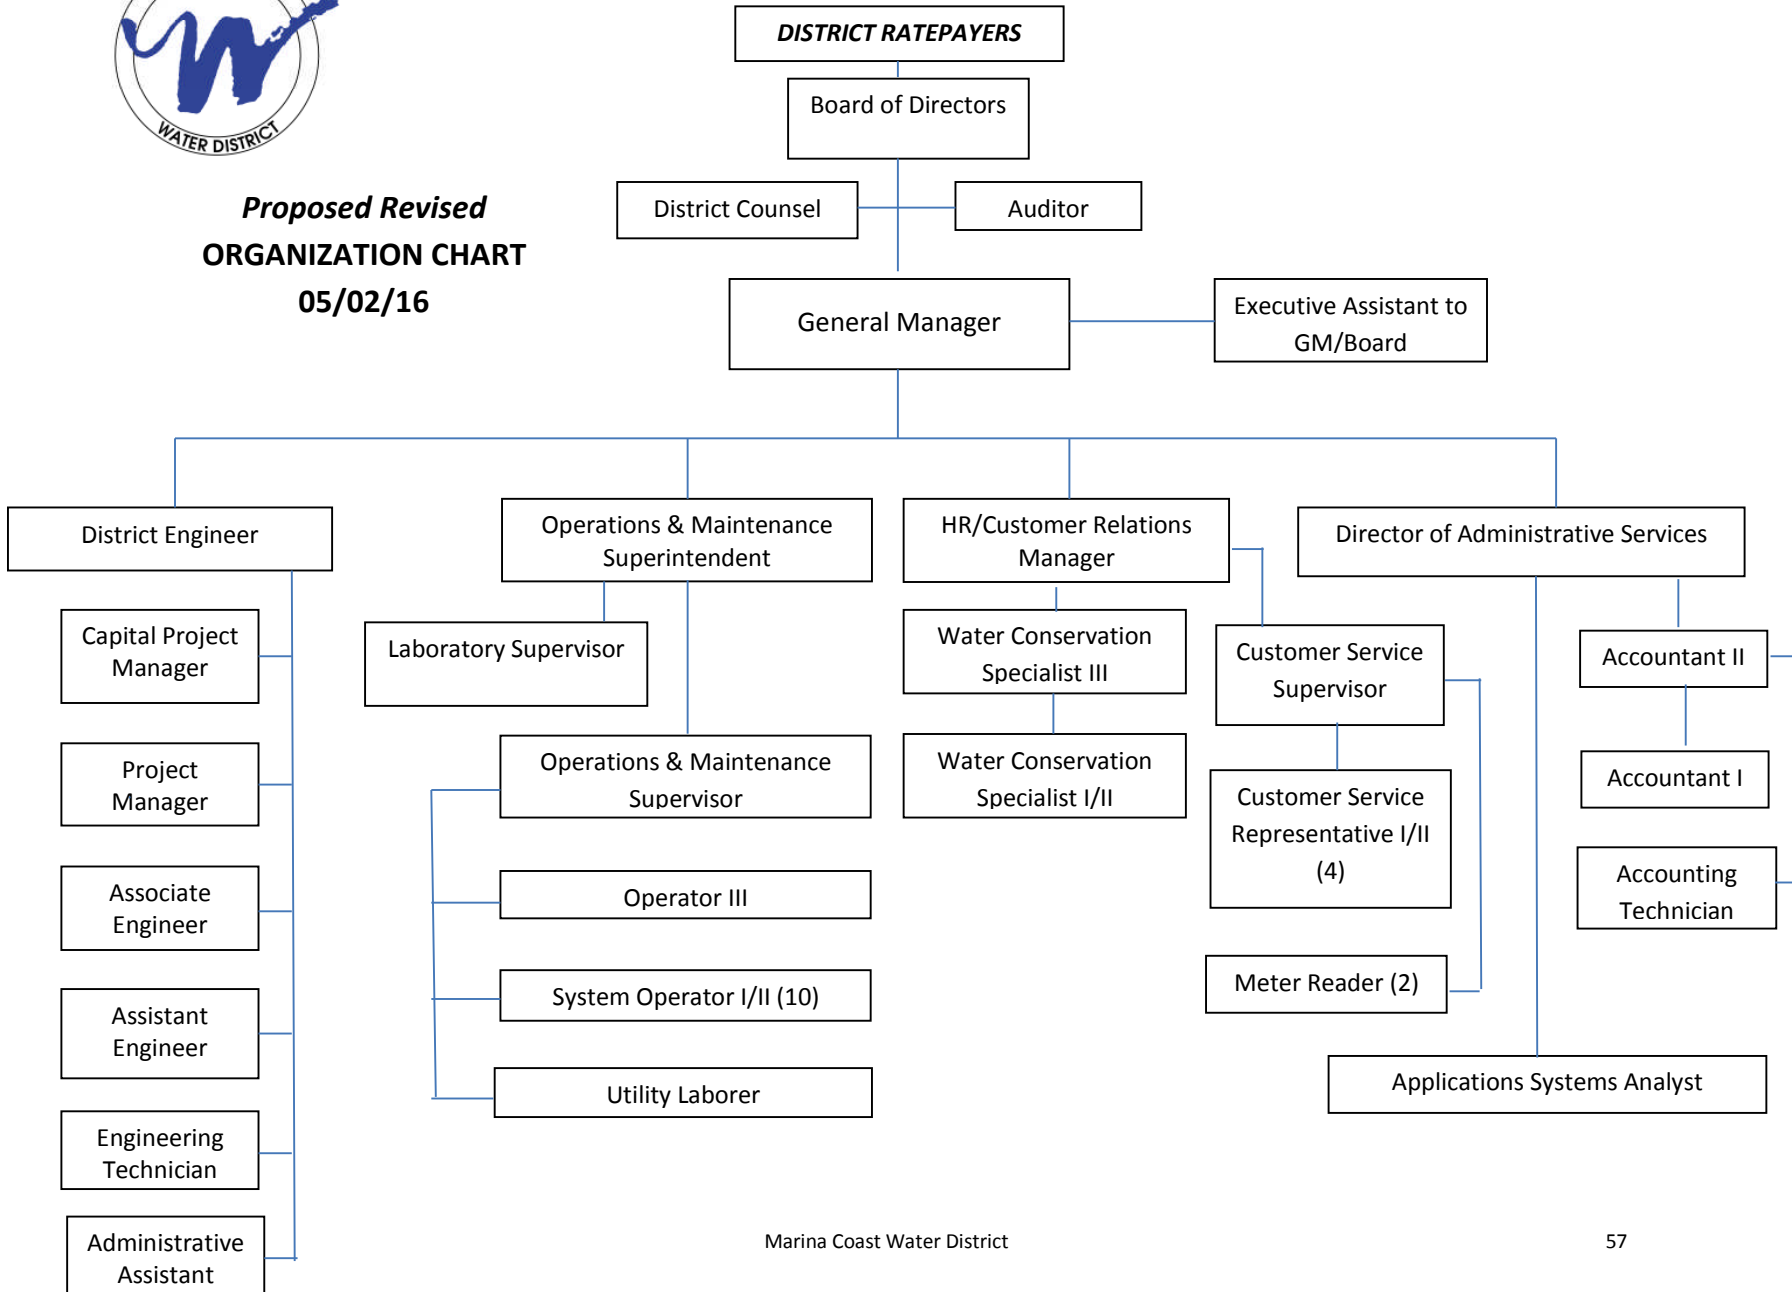 WATER DISTRICT
Proposed Revised
ORGANIZATION CHART
05/02/16
DISTRICT RATEPAYERS
Board of Directors
District Counsel
Auditor
General Manager
Executive Assistant to
GM/Board
District Engineer
Capital Project
Manager
Project
Manager
Associate
Engineer
Assistant
Engineer
Engineering
Technician
Administrative
Assistant
Operations & Maintenance
Superintendent
Laboratory Supervisor
Operations & Maintenance
Supervisor
Operator III
System Operator I/II (10)
Utility Laborer
HR/Customer Relations
Manager
Water Conservation
Specialist III
Water Conservation
Specialist I/II
Customer Service
Supervisor
Customer Service
Representative I/II
(4)
Meter Reader (2)
Director of Administrative Services
Accountant II
Accountant I
Accounting
Technician
Applications Systems Analyst
Marina Coast Water District
57